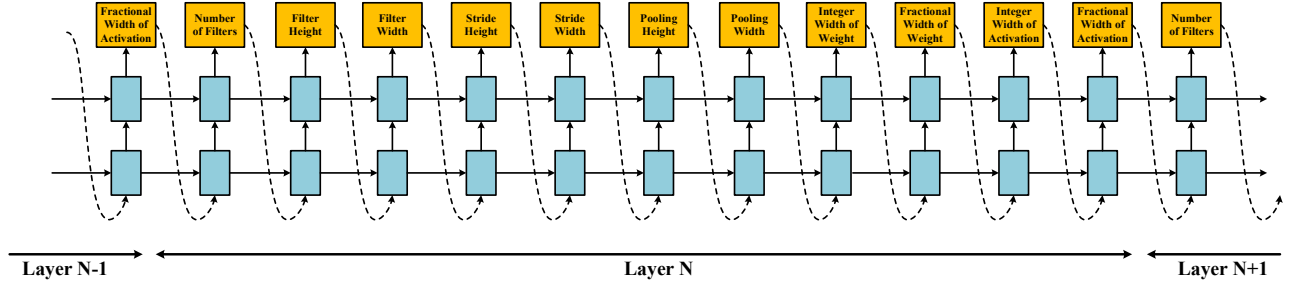 Fractional
Width of
Activation
Number
of Filters
Filter
Height
Filter
Width
Stride
Height
Stride
Width
Pooling
Height
Pooling
Width
Integer
Width of
Weight
Fractional
Width of
Weight
Integer
Width of
Activation
Fractional
Width of
Activation
Number
of Filters
Layer N-1
Layer N
Layer N+1